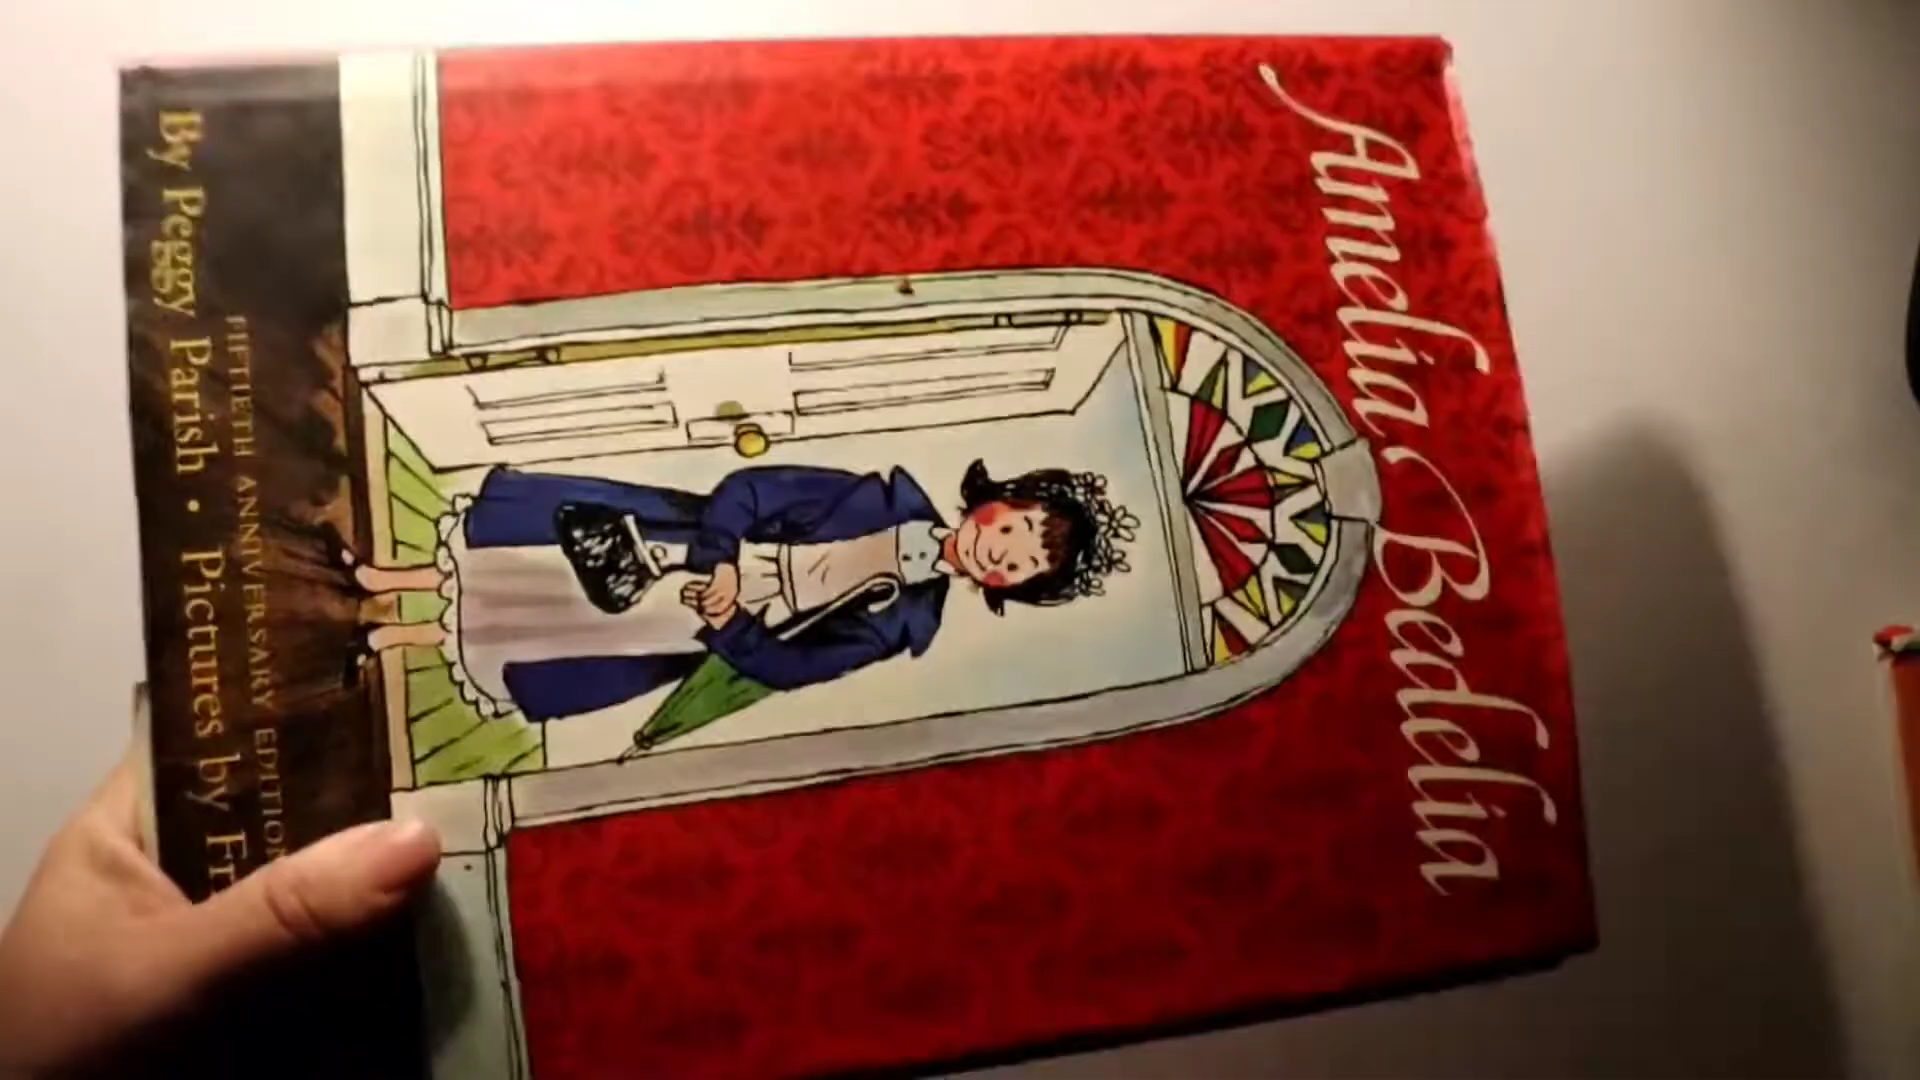 Amelia Bedelia
FIFTIETH ANNIVERSARY EDITION
By Peggy Parish • Pictures by